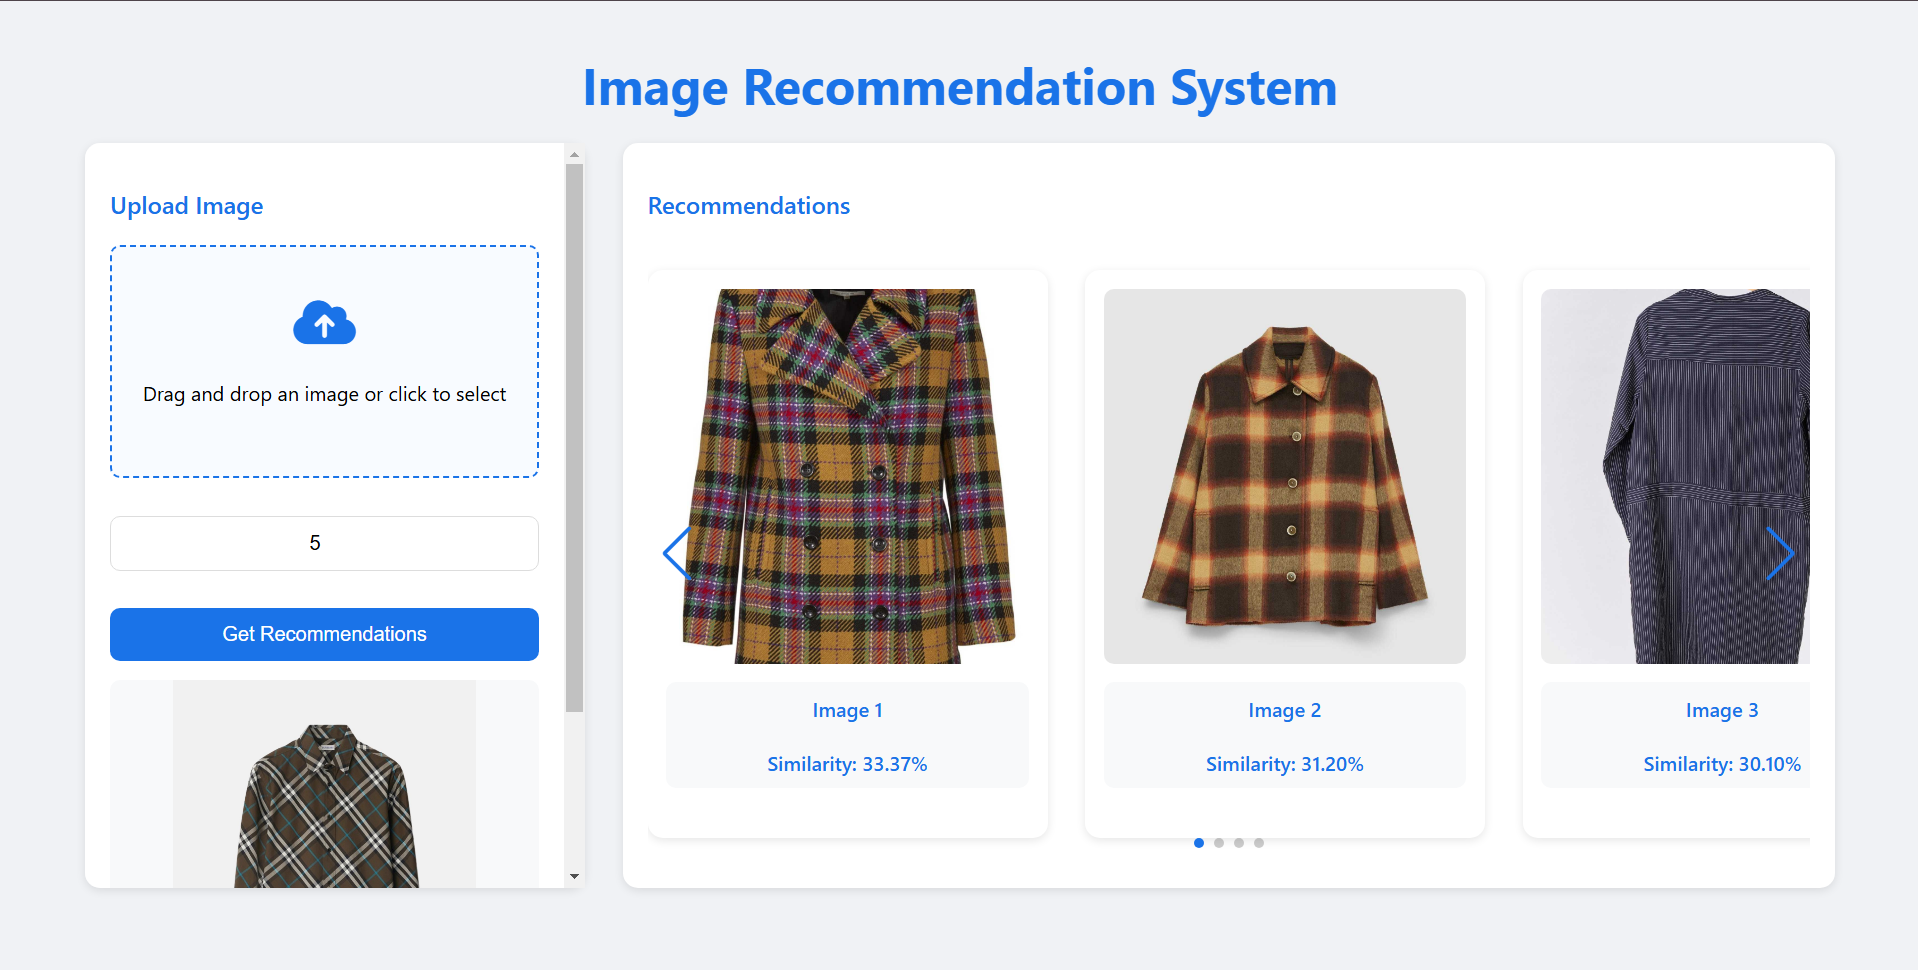 Image Recommendation System
Upload Image
Drag and drop an image or click to select
5
Get Recommendations
Recommendations
Image 1
Similarity: 33.37%
Image 2
Similarity: 31.20%
Image 3
Similarity: 30.10%